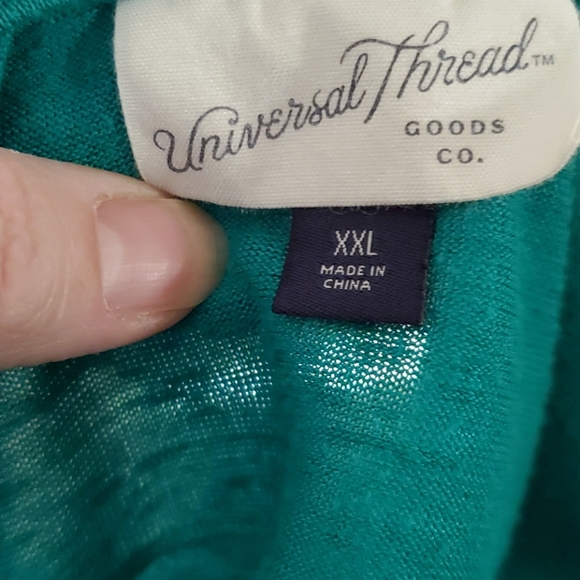 Universal Thread™
GOODS
CO.
XXL
MADE IN
CHINA